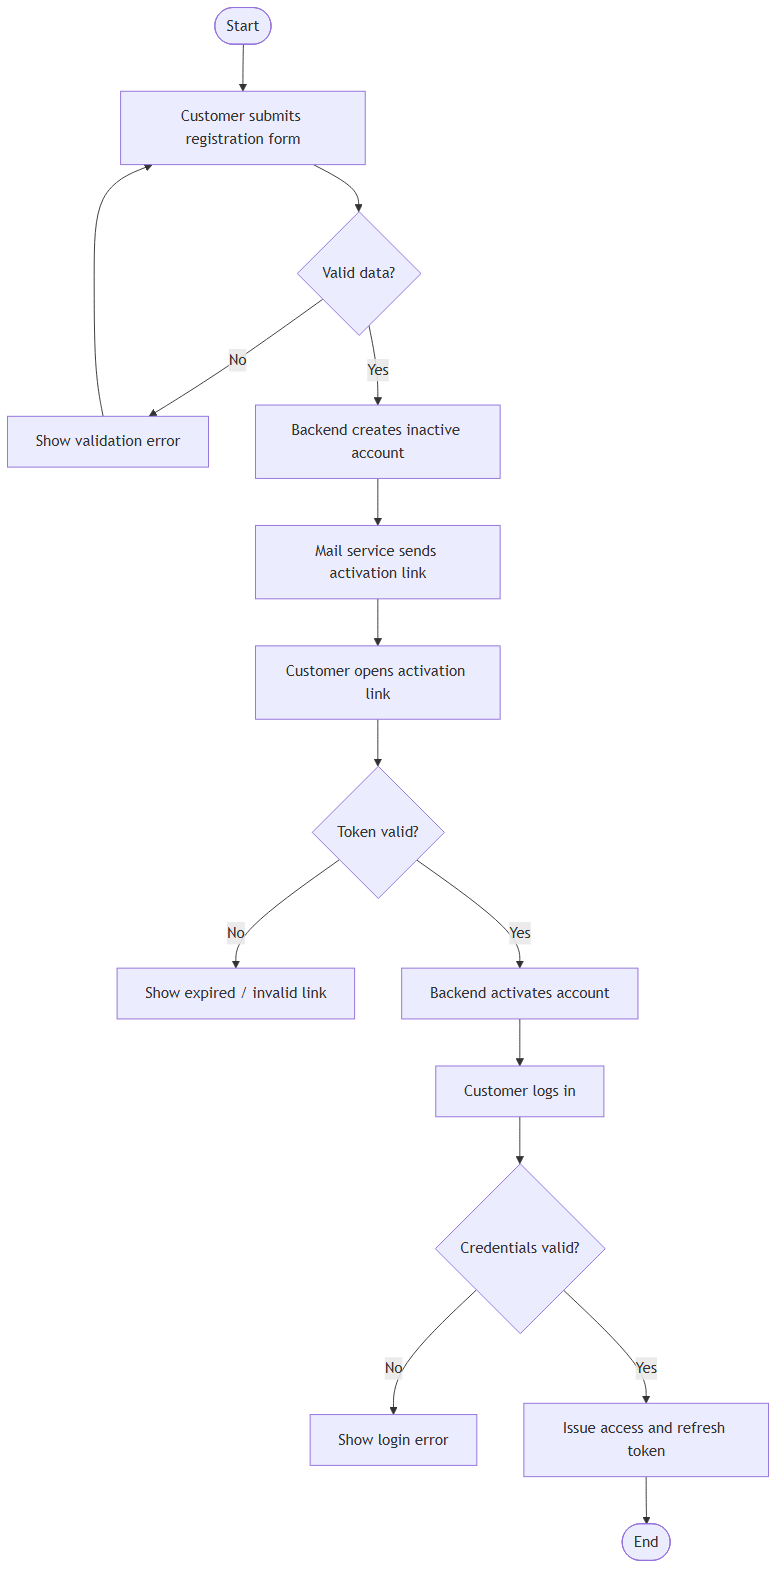 Start
Customer submits
registration form
Valid data?
No
Yes
Show validation error
Backend creates inactive
account
Mail service sends
activation link
Customer opens activation
link
Token valid?
No
Yes
Show expired / invalid link
Backend activates account
Customer logs in
Credentials valid?
No
Yes
Show login error
Issue access and refresh
token
End